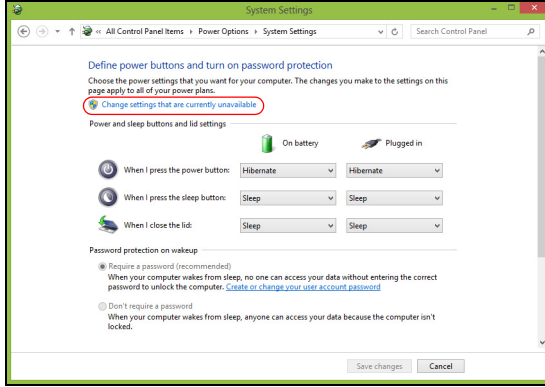 System Settings
« All Control Panel Items › Power Options › System Settings
Search Control Panel
Define power buttons and turn on password protection
Choose the power settings that you want for your computer. The changes you make to the settings on this
page apply to all of your power plans.
Change settings that are currently unavailable
Power and sleep buttons and lid settings
On battery Plugged in
When I press the power button: Hibernate Hibernate
When I press the sleep button: Sleep Sleep
When I close the lid: Sleep Sleep
Password protection on wakeup
Require a password (recommended)
When your computer wakes from sleep, no one can access your data without entering the correct
password to unlock the computer. Create or change your user account password
Don't require a password
When your computer wakes from sleep, anyone can access your data because the computer isn't
locked.
Save changes Cancel